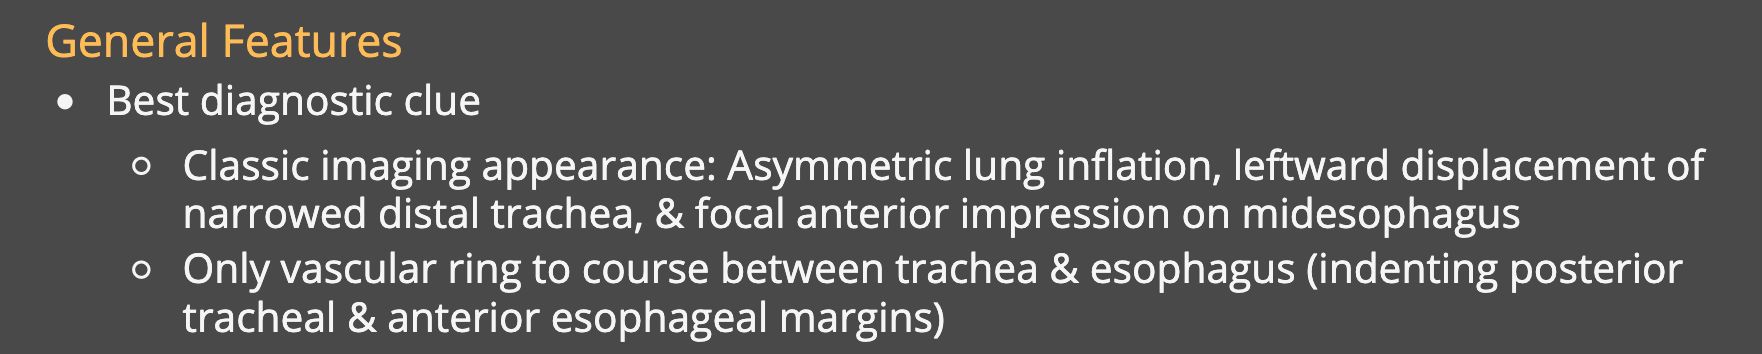 General Features
• Best diagnostic clue
○ Classic imaging appearance: Asymmetric lung inflation, leftward displacement of
narrowed distal trachea, & focal anterior impression on midesophagus
○ Only vascular ring to course between trachea & esophagus (indenting posterior
tracheal & anterior esophageal margins)